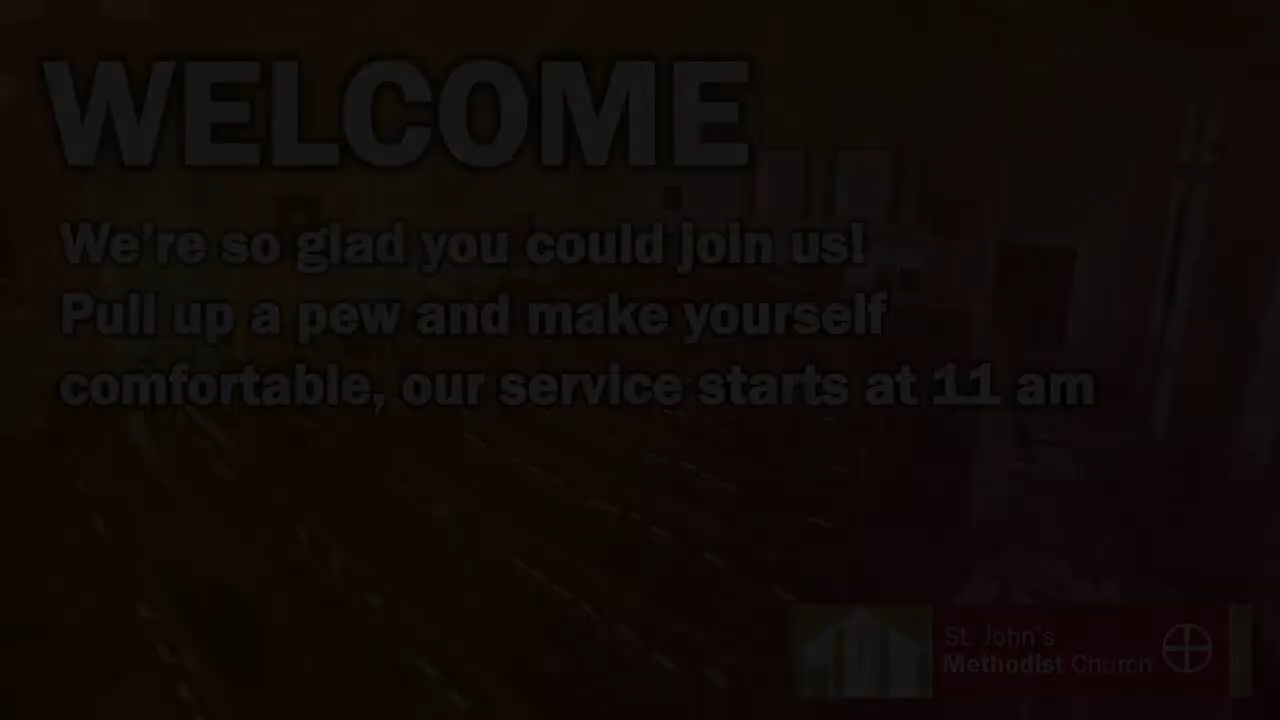 WELCOME
We're so glad you could join us!
Pull up a pew and make yourself
comfortable, our service starts at 11 am
St. John's
Methodist Church